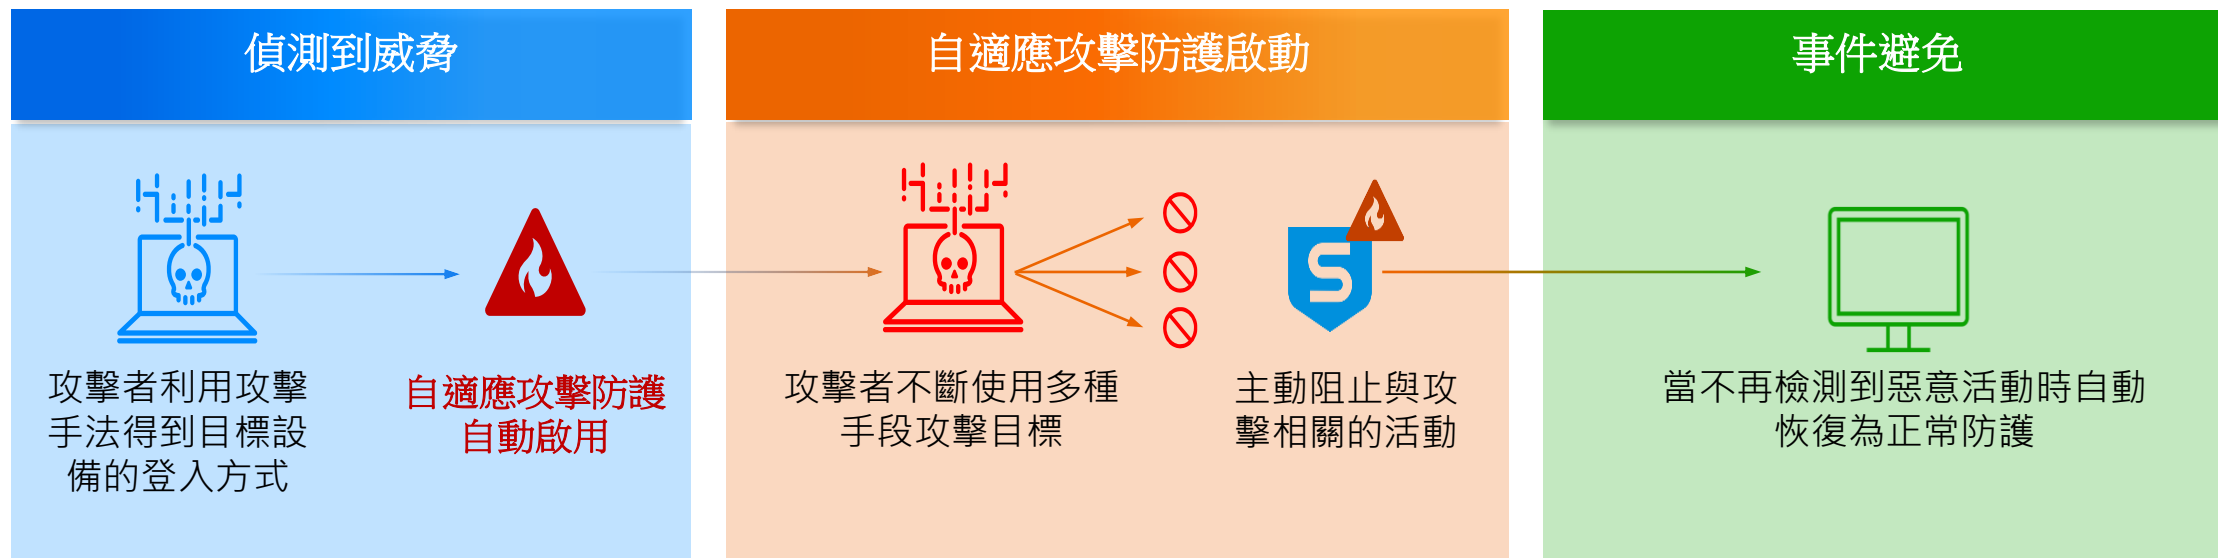 偵測到威脅
攻擊者利用攻擊
手法得到目標設
備的登入方式
自適應攻擊防護
自動啟用
自適應攻擊防護啟動
攻擊者不斷使用多種
手段攻擊目標
主動阻止與攻
擊相關的活動
事件避免
當不再檢測到惡意活動時自動
恢復為正常防護